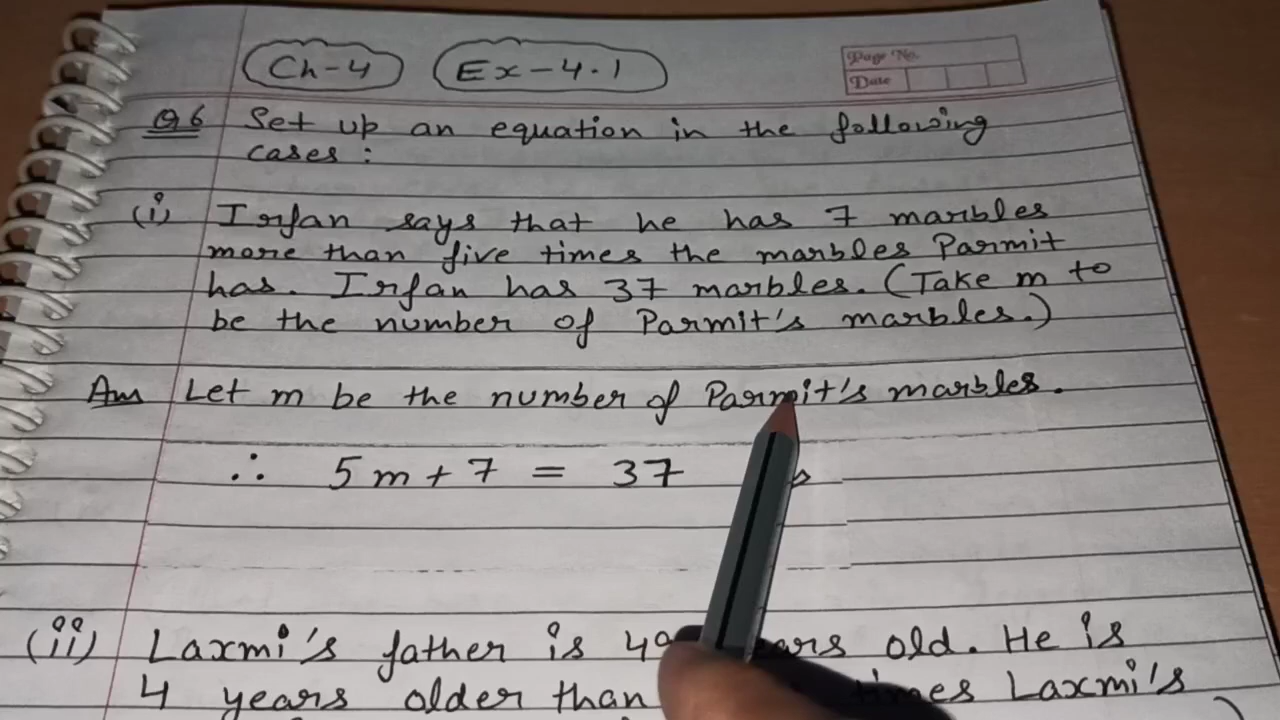 Ch-4 Ex-4.1
Page No.
Date
Q6 Set up an equation in the following
cases:
(i) Irfan says that he has 7 marbles
more than five times the marbles Parmit
has. Irfan has 37 marbles. (Take m to
be the number of Parmit's marbles.)
Ans Let m be the number of Parmit's marbles.
∴ 5m + 7 = 37
(ii) Laxmi's father is 49 years old. He is
4 years older than times Laxmi's